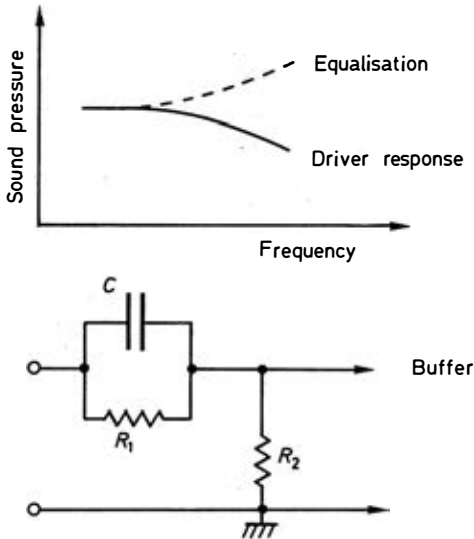 Sound pressure
Equalisation
Driver response
Frequency
C
R1
Buffer
R2